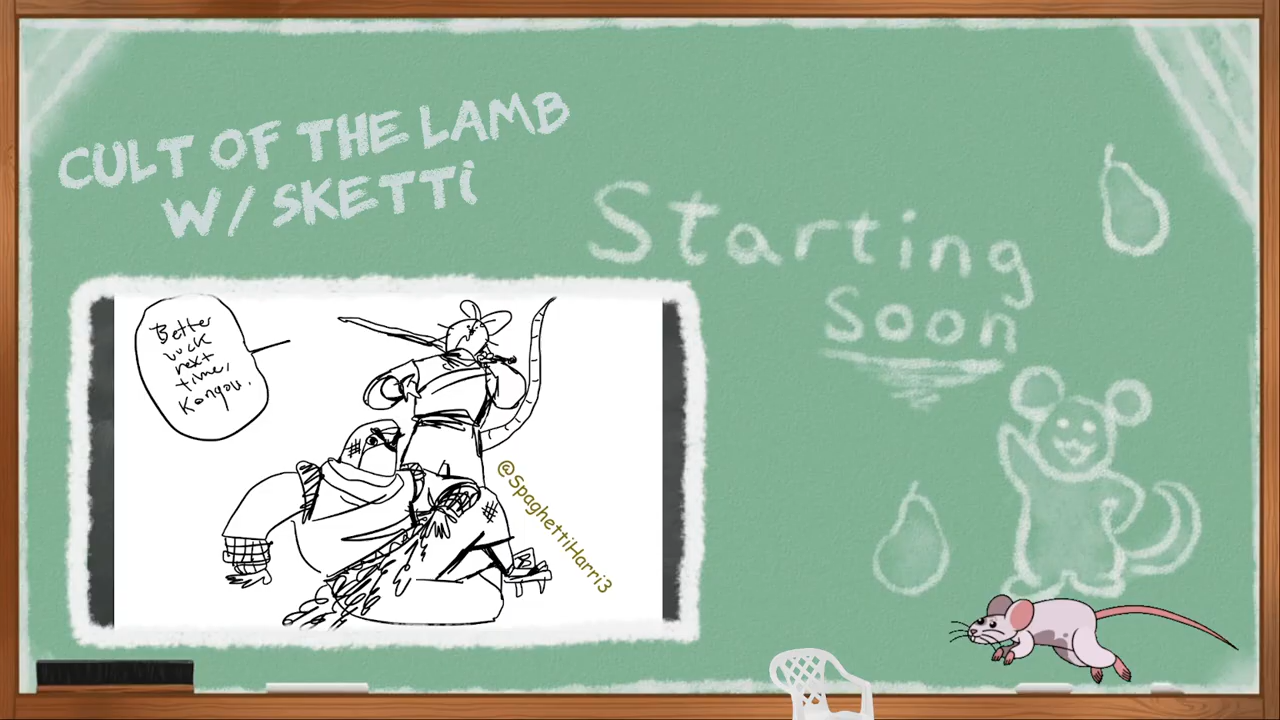 CULT OF THE LAMB
W/ SKETTi
Starting
Soon
Better
luck
next
time,
Kongou.
@SpaghettiHarri3